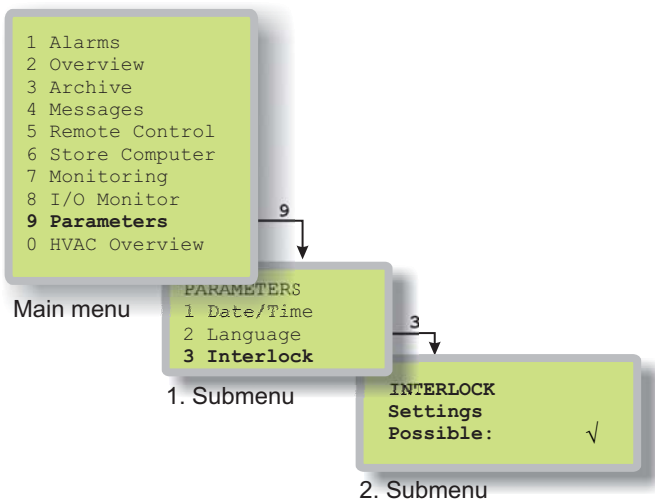 1 Alarms
2 Overview
3 Archive
4 Messages
5 Remote Control
6 Store Computer
7 Monitoring
8 I/O Monitor
9 Parameters
0 HVAC Overview
9
Main menu
PARAMETERS
1 Date/Time
2 Language
3 Interlock
3
1. Submenu
INTERLOCK
Settings
Possible: √
2. Submenu